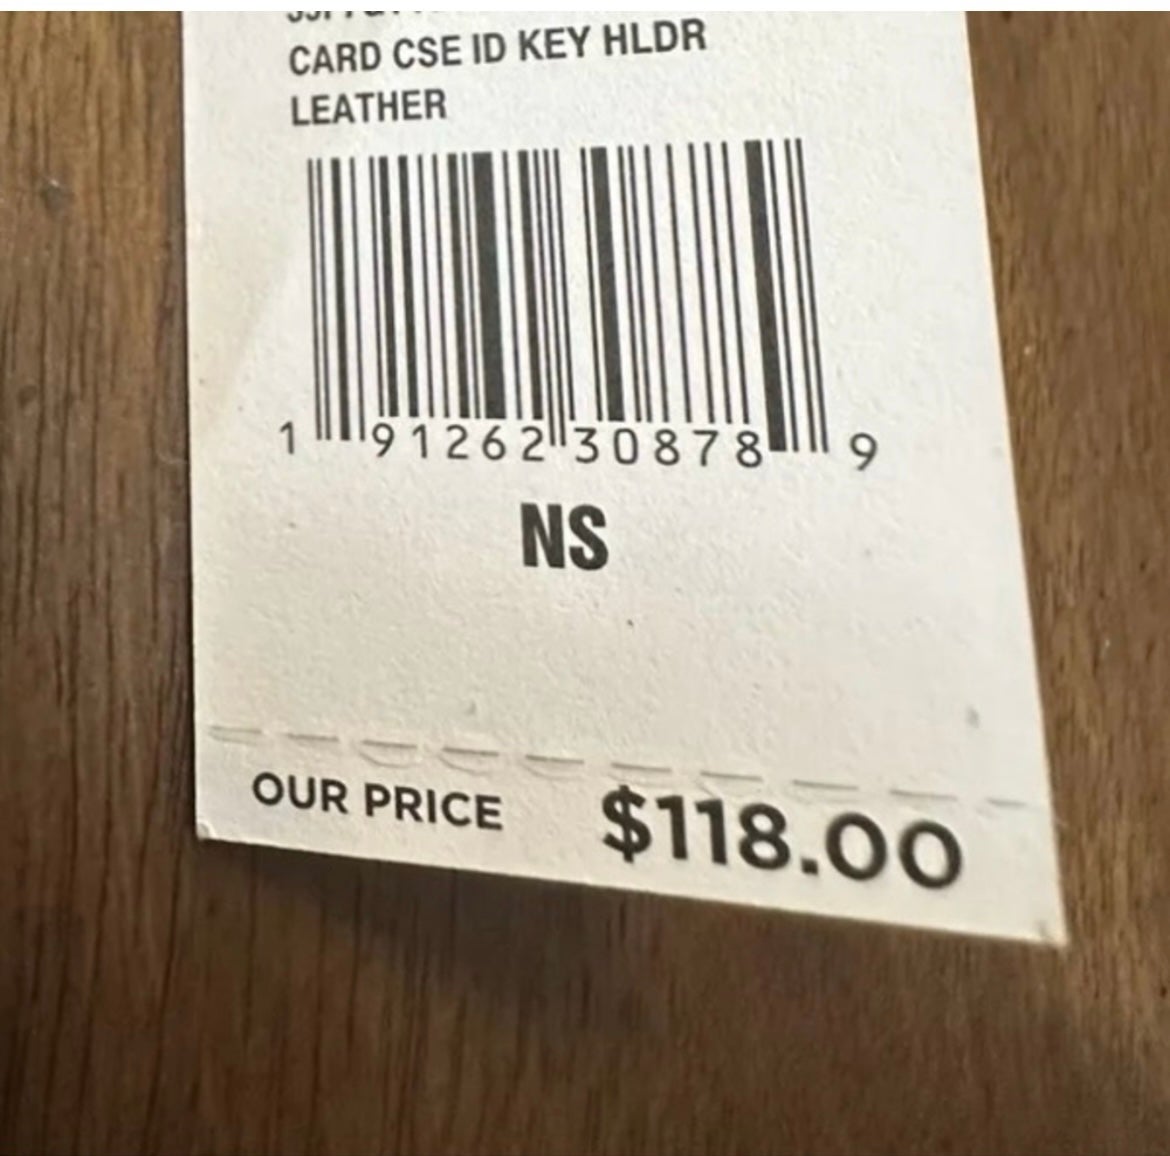 CARD CSE ID KEY HLDR
LEATHER
1 91262 30878 9
NS
OUR PRICE $118.00